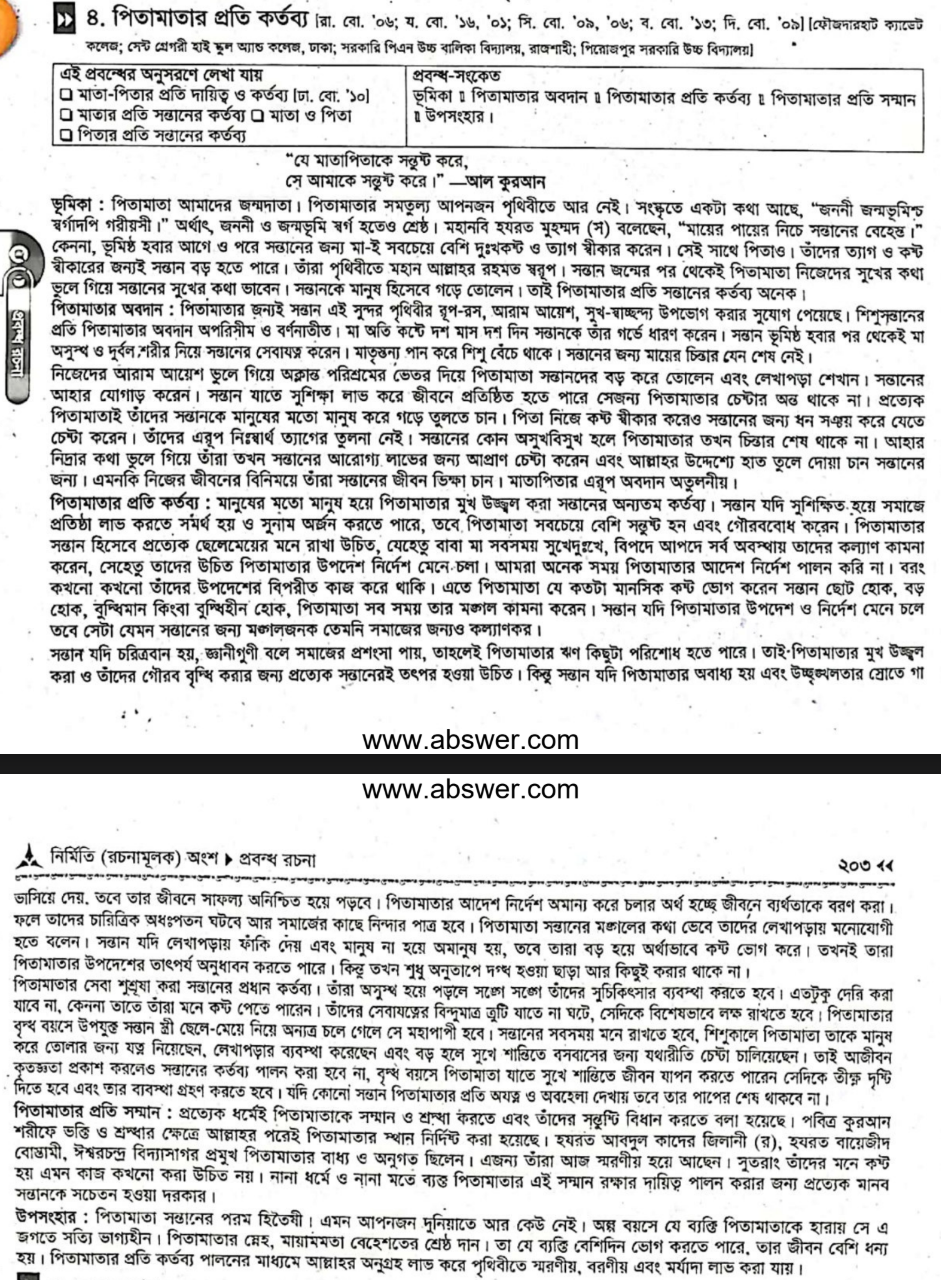 ৪. পিতামাতার প্রতি কর্তব্য [রা. বো. '০৬; য. বো. '১৬, '০১; সি. বো. '০৯, '০৬; ব. বো. '১৩; দি. বো. '০৯] [ফৌজদারহাট ক্যাডেট
কলেজ; সেন্ট গ্রেগরী হাই স্কুল অ্যান্ড কলেজ, ঢাকা; সরকারি পিএন উচ্চ বালিকা বিদ্যালয়, রাজশাহী; পিরোজপুর সরকারি উচ্চ বিদ্যালয়]
এই প্রবন্ধের অনুসরণে লেখা যায়
❑ মাতা-পিতার প্রতি দায়িত্ব ও কর্তব্য [ঢা. বো. '১০]
❑ মাতার প্রতি সন্তানের কর্তব্য ❑ মাতা ও পিতা
❑ পিতার প্রতি সন্তানের কর্তব্য
প্রবন্ধ-সংকেত
ভূমিকা ॥ পিতামাতার অবদান ॥ পিতামাতার প্রতি কর্তব্য ॥ পিতামাতার প্রতি সম্মান
॥ উপসংহার।
“যে মাতাপিতাকে সন্তুষ্ট করে,
সে আমাকে সন্তুষ্ট করে।” —আল কুরআন
ভূমিকা : পিতামাতা আমাদের জন্মদাতা। পিতামাতার সমতুল্য আপনজন পৃথিবীতে আর নেই। সংস্কৃতে একটা কথা আছে, “জননী জন্মভূমিশ্চ
স্বর্গাদপি গরীয়সী।” অর্থাৎ, জননী ও জন্মভূমি স্বর্গ হতেও শ্রেষ্ঠ। মহানবি হযরত মুহম্মদ (স) বলেছেন, “মায়ের পায়ের নিচে সন্তানের বেহেস্ত।”
কেননা, ভূমিষ্ঠ হবার আগে ও পরে সন্তানের জন্য মা-ই সবচেয়ে বেশি দুঃখকষ্ট ও ত্যাগ স্বীকার করেন। সেই সাথে পিতাও। তাঁদের ত্যাগ ও কষ্ট
স্বীকারের জন্যই সন্তান বড় হতে পারে। তাঁরা পৃথিবীতে মহান আল্লাহর রহমত স্বরূপ। সন্তান জন্মের পর থেকেই পিতামাতা নিজেদের সুখের কথা
ভুলে গিয়ে সন্তানের সুখের কথা ভাবেন। সন্তানকে মানুষ হিসেবে গড়ে তোলেন। তাই পিতামাতার প্রতি সন্তানের কর্তব্য অনেক।
প্রবন্ধ রচনা
পিতামাতার অবদান : পিতামাতার জন্যই সন্তান এই সুন্দর পৃথিবীর রূপ-রস, আরাম আয়েশ, সুখ-স্বাচ্ছন্দ্য উপভোগ করার সুযোগ পেয়েছে। শিশুসন্তানের
প্রতি পিতামাতার অবদান অপরিসীম ও বর্ণনাতীত। মা অতি কষ্টে দশ মাস দশ দিন সন্তানকে তাঁর গর্ভে ধারণ করেন। সন্তান ভূমিষ্ঠ হবার পর থেকেই মা
অসুস্থ ও দুর্বল শরীর নিয়ে সন্তানের সেবাযত্ন করেন। মাতৃস্তন্য পান করে শিশু বেঁচে থাকে। সন্তানের জন্য মায়ের চিন্তার যেন শেষ নেই।
নিজেদের আরাম আয়েশ ভুলে গিয়ে অক্লান্ত পরিশ্রমের ভেতর দিয়ে পিতামাতা সন্তানদের বড় করে তোলেন এবং লেখাপড়া শেখান। সন্তানের
আহার যোগাড় করেন। সন্তান যাতে সুশিক্ষা লাভ করে জীবনে প্রতিষ্ঠিত হতে পারে সেজন্য পিতামাতার চেষ্টার অন্ত থাকে না। প্রত্যেক
পিতামাতাই তাঁদের সন্তানকে মানুষের মতো মানুষ করে গড়ে তুলতে চান। পিতা নিজে কষ্ট স্বীকার করেও সন্তানের জন্য ধন সঞ্চয় করে যেতে
চেষ্টা করেন। তাঁদের এরূপ নিঃস্বার্থ ত্যাগের তুলনা নেই। সন্তানের কোন অসুখবিসুখ হলে পিতামাতার তখন চিন্তার শেষ থাকে না। আহার
নিদ্রার কথা ভুলে গিয়ে তাঁরা তখন সন্তানের আরোগ্য লাভের জন্য আপ্রাণ চেষ্টা করেন এবং আল্লাহর উদ্দেশ্যে হাত তুলে দোয়া চান সন্তানের
জন্য। এমনকি নিজের জীবনের বিনিময়ে তাঁরা সন্তানের জীবন ভিক্ষা চান। মাতাপিতার এরূপ অবদান অতুলনীয়।
পিতামাতার প্রতি কর্তব্য : মানুষের মতো মানুষ হয়ে পিতামাতার মুখ উজ্জ্বল করা সন্তানের অন্যতম কর্তব্য। সন্তান যদি সুশিক্ষিত হয়ে সমাজে
প্রতিষ্ঠা লাভ করতে সমর্থ হয় ও সুনাম অর্জন করতে পারে, তবে পিতামাতা সবচেয়ে বেশি সন্তুষ্ট হন এবং গৌরববোধ করেন। পিতামাতার
সন্তান হিসেবে প্রত্যেক ছেলেমেয়ের মনে রাখা উচিত, যেহেতু বাবা মা সবসময় সুখেদুঃখে, বিপদে আপদে সর্ব অবস্থায় তাদের কল্যাণ কামনা
করেন, সেহেতু তাদের উচিত পিতামাতার উপদেশ নির্দেশ মেনে চলা। আমরা অনেক সময় পিতামাতার আদেশ নির্দেশ পালন করি না। বরং
কখনো কখনো তাঁদের উপদেশের বিপরীত কাজ করে থাকি। এতে পিতামাতা যে কতটা মানসিক কষ্ট ভোগ করেন সন্তান ছোট হোক, বড়
হোক, বুদ্ধিমান কিংবা বুদ্ধিহীন হোক, পিতামাতা সব সময় তার মঙ্গল কামনা করেন। সন্তান যদি পিতামাতার উপদেশ ও নির্দেশ মেনে চলে
তবে সেটা যেমন সন্তানের জন্য মঙ্গলজনক তেমনি সমাজের জন্যও কল্যাণকর।
সন্তান যদি চরিত্রবান হয়, জ্ঞানীগুণী বলে সমাজের প্রশংসা পায়, তাহলেই পিতামাতার ঋণ কিছুটা পরিশোধ হতে পারে। তাই পিতামাতার মুখ উজ্জ্বল
করা ও তাঁদের গৌরব বৃদ্ধি করার জন্য প্রত্যেক সন্তানেরই তৎপর হওয়া উচিত। কিন্তু সন্তান যদি পিতামাতার অবাধ্য হয় এবং উচ্ছৃঙ্খলতার স্রোতে গা
www.abswer.com
www.abswer.com
নির্মিতি (রচনামূলক) অংশ ▶ প্রবন্ধ রচনা
২০৩
ভাসিয়ে দেয়, তবে তার জীবনে সাফল্য অনিশ্চিত হয়ে পড়বে। পিতামাতার আদেশ নির্দেশ অমান্য করে চলার অর্থ হচ্ছে জীবনে ব্যর্থতাকে বরণ করা।
ফলে তাদের চারিত্রিক অধঃপতন ঘটবে আর সমাজের কাছে নিন্দার পাত্র হবে। পিতামাতা সন্তানের মঙ্গলের কথা ভেবে তাদের লেখাপড়ায় মনোযোগী
হতে বলেন। সন্তান যদি লেখাপড়ায় ফাঁকি দেয় এবং মানুষ না হয়ে অমানুষ হয়, তবে তারা বড় হয়ে অর্থাভাবে কষ্ট ভোগ করে। তখনই তারা
পিতামাতার উপদেশের তাৎপর্য অনুধাবন করতে পারে। কিন্তু তখন শুধু অনুতাপে দগ্ধ হওয়া ছাড়া আর কিছুই করার থাকে না।
পিতামাতার সেবা শুশ্রূষা করা সন্তানের প্রধান কর্তব্য। তাঁরা অসুস্থ হয়ে পড়লে সঙ্গে সঙ্গে তাঁদের সুচিকিৎসার ব্যবস্থা করতে হবে। এতটুকু দেরি করা
যাবে না, কেননা তাতে তাঁরা মনে কষ্ট পেতে পারেন। তাঁদের সেবাযত্নের বিন্দুমাত্র ত্রুটি যাতে না ঘটে, সেদিকে বিশেষভাবে লক্ষ রাখতে হবে। পিতামাতার
বৃদ্ধ বয়সে উপযুক্ত সন্তান স্ত্রী ছেলে-মেয়ে নিয়ে অন্যত্র চলে গেলে সে মহাপাপী হবে। সন্তানের সবসময় মনে রাখতে হবে, শিশুকালে পিতামাতা তাকে মানুষ
করে তোলার জন্য যত্ন নিয়েছেন, লেখাপড়ার ব্যবস্থা করেছেন এবং বড় হলে সুখে শান্তিতে বসবাসের জন্য যথারীতি চেষ্টা চালিয়েছেন। তাই আজীবন
কৃতজ্ঞতা প্রকাশ করলেও সন্তানের কর্তব্য পালন করা হবে না, বৃদ্ধ বয়সে পিতামাতা যাতে সুখে শান্তিতে জীবন যাপন করতে পারেন সেদিকে তীক্ষ্ণ দৃষ্টি
দিতে হবে এবং তার ব্যবস্থা গ্রহণ করতে হবে। যদি কোনো সন্তান পিতামাতার প্রতি অযত্ন ও অবহেলা দেখায় তবে তার পাপের শেষ থাকবে না।
পিতামাতার প্রতি সম্মান : প্রত্যেক ধর্মেই পিতামাতাকে সম্মান ও শ্রদ্ধা করতে এবং তাঁদের সন্তুষ্টি বিধান করতে বলা হয়েছে। পবিত্র কুরআন
শরীফে ভক্তি ও শ্রদ্ধার ক্ষেত্রে আল্লাহর পরেই পিতামাতার স্থান নির্দিষ্ট করা হয়েছে। হযরত আবদুল কাদের জিলানী (র), হযরত বায়েজীদ
বোস্তামী, ঈশ্বরচন্দ্র বিদ্যাসাগর প্রমুখ পিতামাতার বাধ্য ও অনুগত ছিলেন। এজন্য তাঁরা আজ স্মরণীয় হয়ে আছেন। সুতরাং তাঁদের মনে কষ্ট
হয় এমন কাজ কখনো করা উচিত নয়। নানা ধর্মে ও নানা মতে ব্যক্ত পিতামাতার এই সম্মান রক্ষার দায়িত্ব পালন করার জন্য প্রত্যেক মানব
সন্তানকে সচেতন হওয়া দরকার।
উপসংহার : পিতামাতা সন্তানের পরম হিতৈষী। এমন আপনজন দুনিয়াতে আর কেউ নেই। অল্প বয়সে যে ব্যক্তি পিতামাতাকে হারায় সে এ
জগতে সত্যি ভাগ্যহীন। পিতামাতার স্নেহ, মায়ামমতা বেহেশতের শ্রেষ্ঠ দান। তা যে ব্যক্তি বেশিদিন ভোগ করতে পারে, তার জীবন বেশি ধন্য
হয়। পিতামাতার প্রতি কর্তব্য পালনের মাধ্যমে আল্লাহর অনুগ্রহ লাভ করে পৃথিবীতে স্মরণীয়, বরণীয় এবং মর্যাদা লাভ করা যায়।